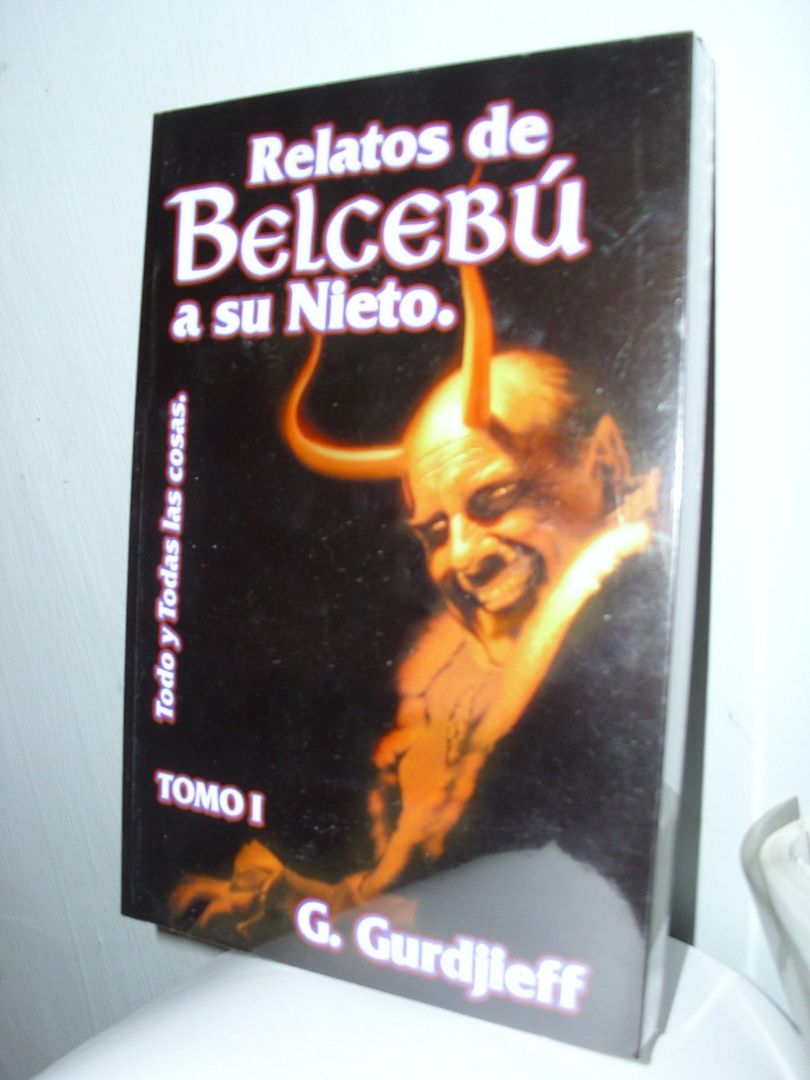 Relatos de
BELCEBÚ
a su Nieto.
Todo y Todas las cosas.
TOMO I
G. Gurdjieff